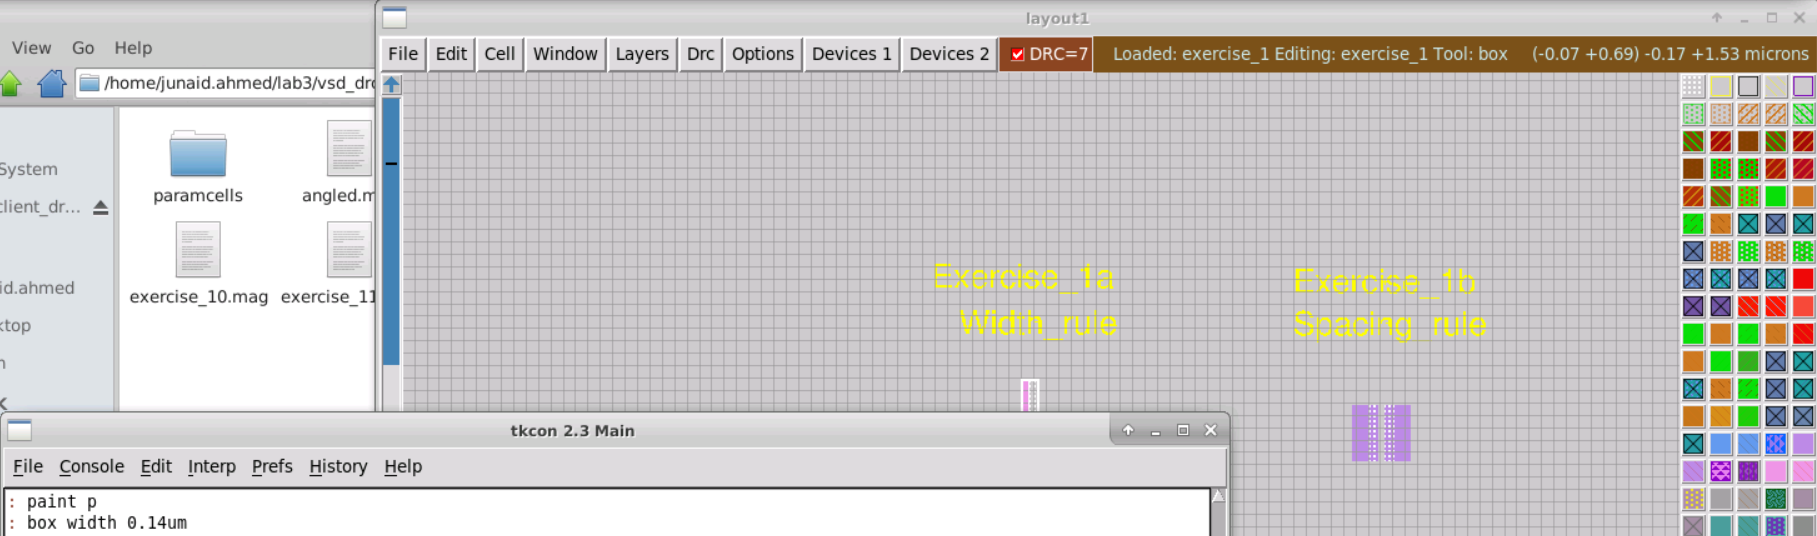 layout1
View Go Help
File Edit Cell Window Layers Drc Options Devices 1 Devices 2 DRC=7 Loaded: exercise_1 Editing: exercise_1 Tool: box (-0.07 +0.69) -0.17 +1.53 microns
/home/junaid.ahmed/lab3/vsd_dr
System
client_dr...
id.ahmed
ktop
paramcells
angled.m
exercise_10.mag
exercise_11
Exercise_1a
Width_rule
Exercise_1b
Spacing_rule
tkcon 2.3 Main
File Console Edit Interp Prefs History Help
: paint p
: box width 0.14um